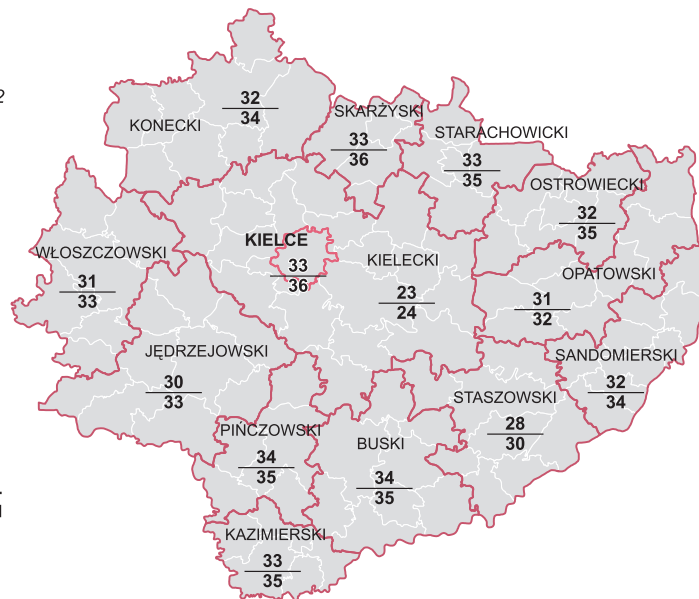 2
32
34
KONECKI
SKARŻYSKI
33
36
STARACHOWICKI
33
35
OSTROWIECKI
32
35
WŁOSZCZOWSKI
31
33
KIELCE
33
36
KIELECKI
23
24
OPATOWSKI
31
32
JĘDRZEJOWSKI
30
33
SANDOMIERSKI
32
34
STASZOWSKI
28
30
PIŃCZOWSKI
34
35
BUSKI
34
35
KAZIMIERSKI
33
35